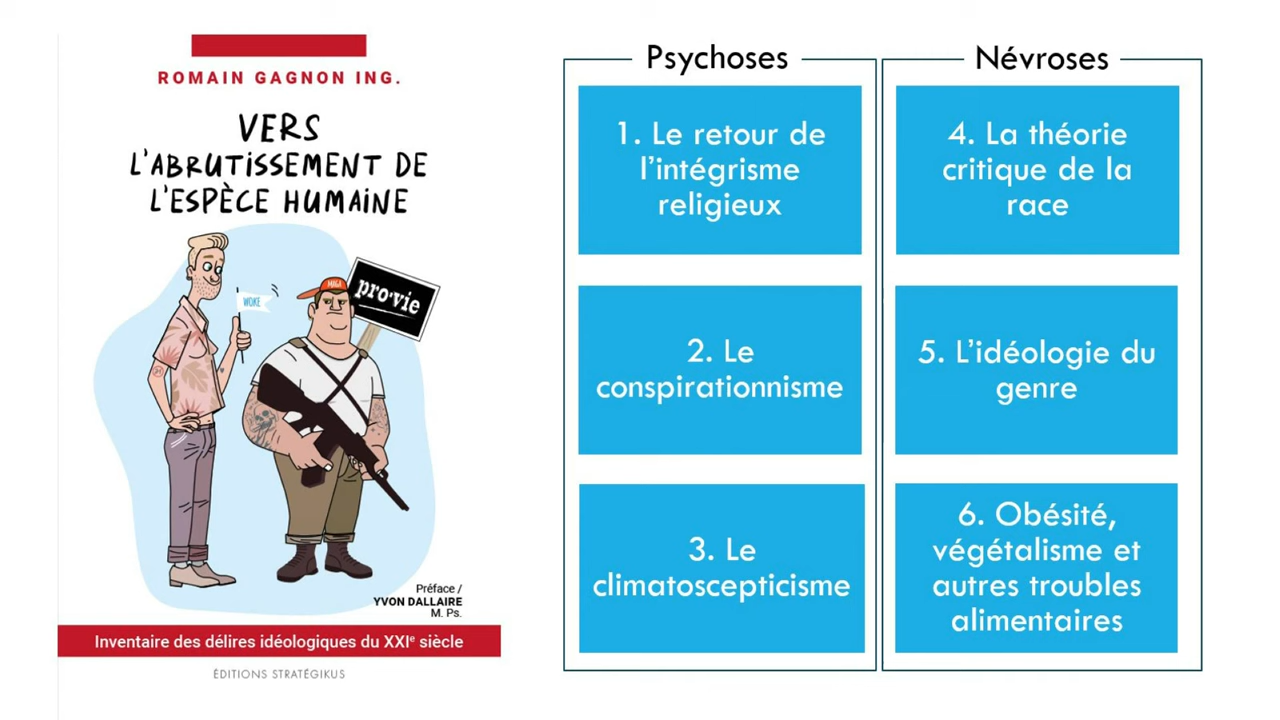 ROMAIN GAGNON ING.
VERS
L'ABRUTISSEMENT DE
L'ESPÈCE HUMAINE
WOKE
MAGA
pro·vie
Préface /
YVON DALLAIRE
M. Ps.
Inventaire des délires idéologiques du XXIe siècle
ÉDITIONS STRATÉGIKUS
Psychoses
1. Le retour de
l'intégrisme
religieux
2. Le
conspirationnisme
3. Le
climatoscepticisme
Névroses
4. La théorie
critique de la
race
5. L'idéologie du
genre
6. Obésité,
végétalisme et
autres troubles
alimentaires